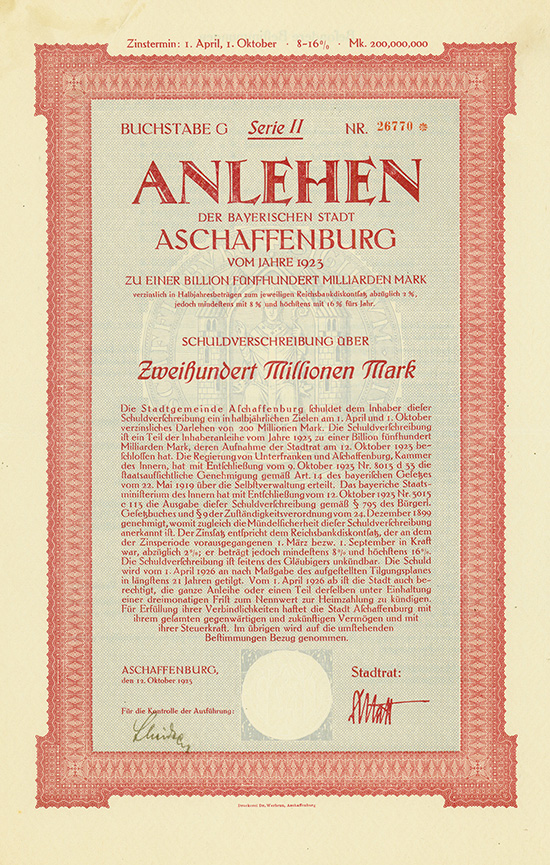 Zinstermin: 1. April, 1. Oktober · 8-16% · Mk. 200,000,000
BUCHSTABE G Serie II NR. 26770 *
ANLEHEN
DER BAYERISCHEN STADT
ASCHAFFENBURG
VOM JAHRE 1923
ZU EINER BILLION FÜNFHUNDERT MILLIARDEN MARK
verzinslich in Halbjahresbeträgen zum jeweiligen Reichsbankdiskontsatz abzüglich 2%,
jedoch mindestens mit 8% und höchstens mit 16% fürs Jahr.
SCHULDVERSCHREIBUNG ÜBER
Zweihundert Millionen Mark
Die Stadtgemeinde Aschaffenburg schuldet dem Inhaber dieser
Schuldverschreibung ein in halbjährlichen Zielen am 1. April und 1. Oktober
verzinsliches Darlehen von 200 Millionen Mark. Die Schuldverschreibung
ist ein Teil der Inhaberanleihe vom Jahre 1923 zu einer Billion fünfhundert
Milliarden Mark, deren Aufnahme der Stadtrat am 12. Oktober 1923 be-
schlossen hat. Die Regierung von Unterfranken und Aschaffenburg, Kammer
des Innern, hat mit Entschließung vom 9. Oktober 1923 Nr. 8013 d 33 die
staatsaufsichtliche Genehmigung gemäß Art. 14 des bayerischen Gesetzes
vom 22. Mai 1919 über die Selbstverwaltung erteilt. Das bayeriche Staats-
ministerium des Innern hat mit Entschließung vom 12. Oktober 1923 Nr. 3013
e 113 die Ausgabe dieser Schuldverschreibung gemäß § 795 des Bürgerl.
Gesetzbuches und § 9 der Zuständigkeitsverordnung vom 24. Dezember 1899
genehmigt, womit zugleich die Mündelsicherheit dieser Schuldverschreibung
anerkannt ist. Der Zinssatz entspricht dem Reichsbankdiskontsatz, der an dem
der Zinsperiode vorausgegangenen 1. März bezw. 1. September in Kraft
war, abzüglich 2%; er beträgt jedoch mindestens 8% und höchstens 16%.
Die Schuldverschreibung ist seitens des Gläubigers unkündbar. Die Schuld
wird vom 1. April 1926 an nach Maßgabe des aufgestellten Tilgungsplanes
in längstens 21 Jahren getilgt. Vom 1. April 1926 ab ist die Stadt auch be-
rechtigt, die ganze Anleihe oder einen Teil derselben unter Einhaltung
einer dreimonatigen Frist zum Nennwert zur Heimzahlung zu kündigen.
Für Erfüllung ihrer Verbindlichkeiten haftet die Stadt Aschaffenburg mit
ihrem gesamten gegenwärtigen und zukünftigen Vermögen und mit
ihrer Steuerkraft. Im übrigen wird auf die umstehenden
Bestimmungen Bezug genommen.
ASCHAFFENBURG,
den 12. Oktober 1923
Stadtrat:
Für die Kontrolle der Ausführung: